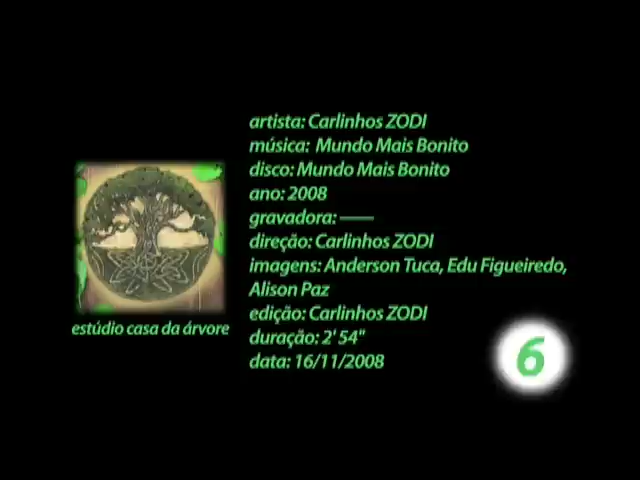 artista: Carlinhos ZODI
música: Mundo Mais Bonito
disco: Mundo Mais Bonito
ano: 2008
gravadora: ——
direção: Carlinhos ZODI
imagens: Anderson Tuca, Edu Figueiredo,
Alison Paz
edição: Carlinhos ZODI
duração: 2' 54"
data: 16/11/2008
estúdio casa da árvore
6